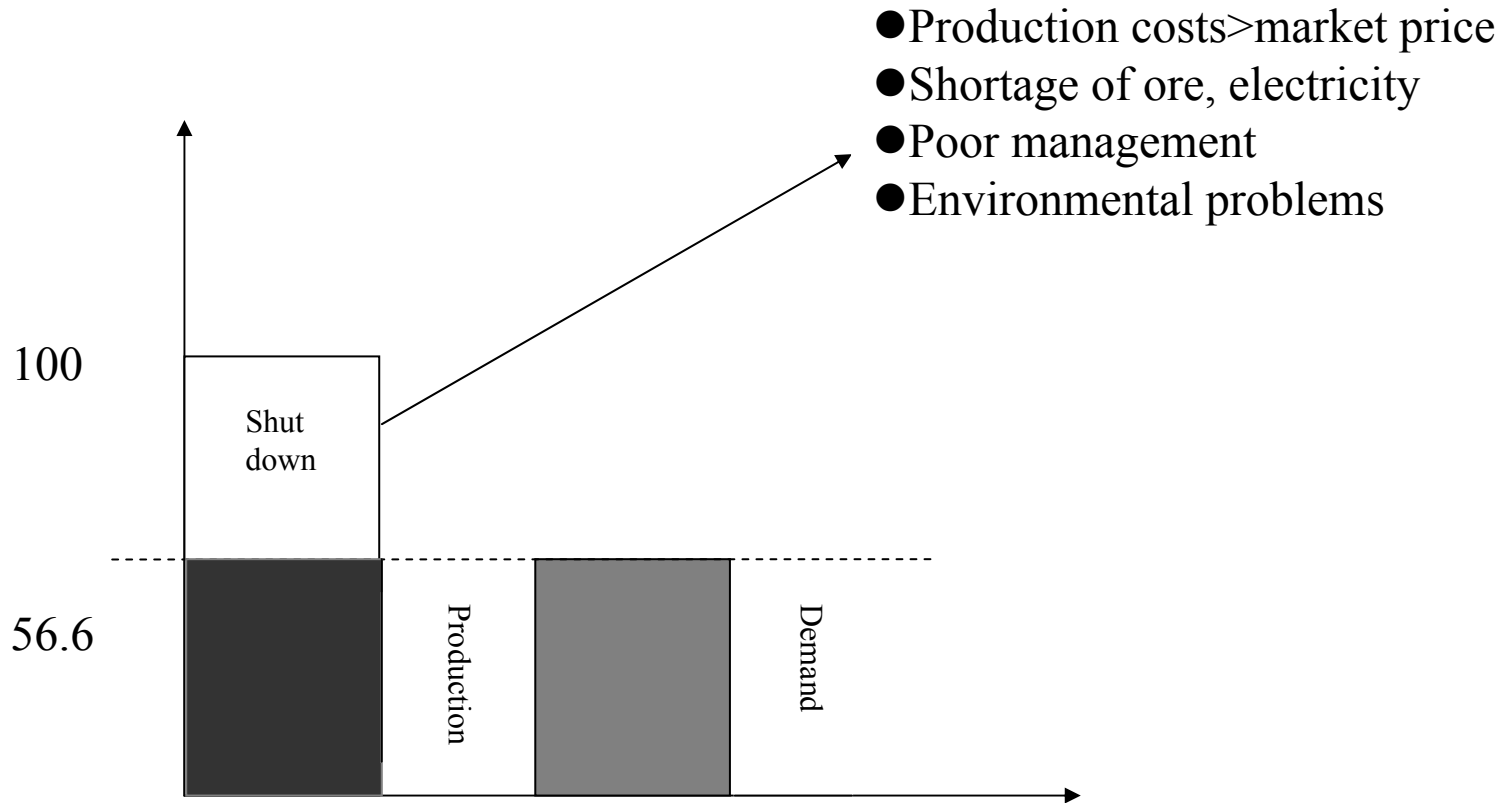 ●Production costs>market price
●Shortage of ore, electricity
●Poor management
●Environmental problems
100
Shut
down
56.6
Production
Demand